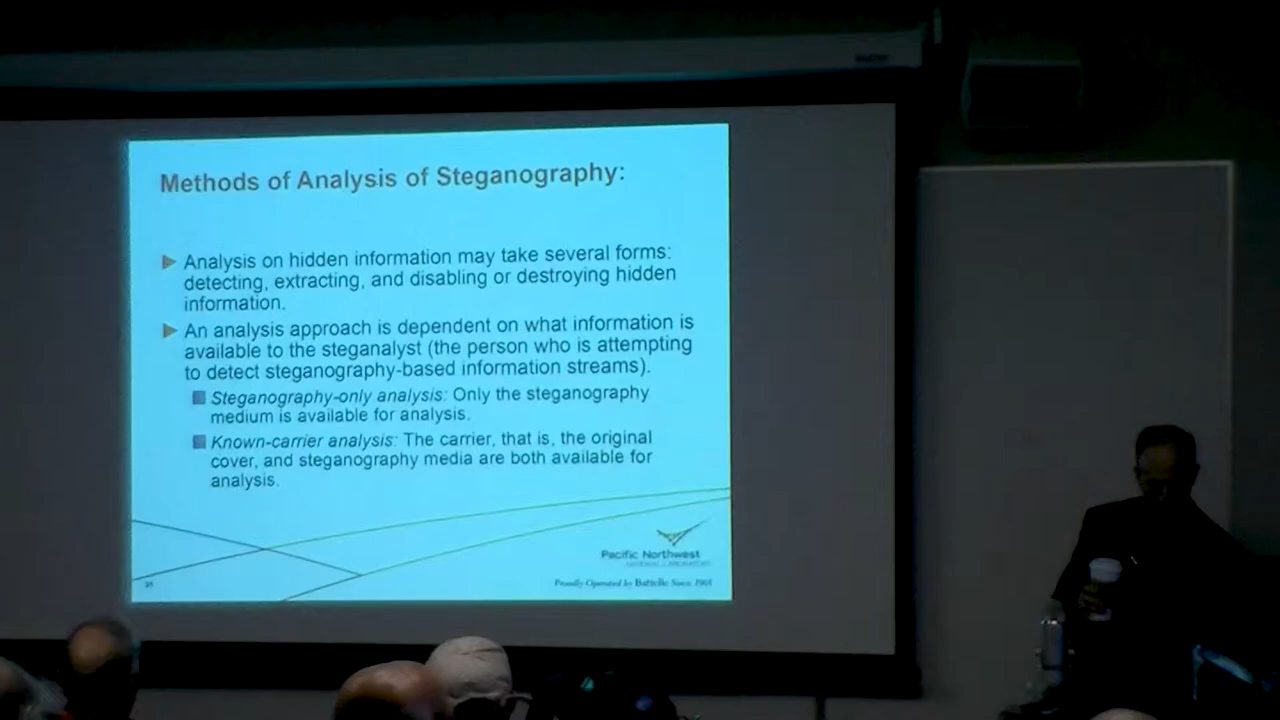 Methods of Analysis of Steganography:
Analysis on hidden information may take several forms:
detecting, extracting, and disabling or destroying hidden
information.
An analysis approach is dependent on what information is
available to the steganalyst (the person who is attempting
to detect steganography-based information streams).
Steganography-only analysis: Only the steganography
medium is available for analysis.
Known-carrier analysis: The carrier, that is, the original
cover, and steganography media are both available for
analysis.
Pacific Northwest
NATIONAL LABORATORY
Proudly Operated by Battelle Since 1965